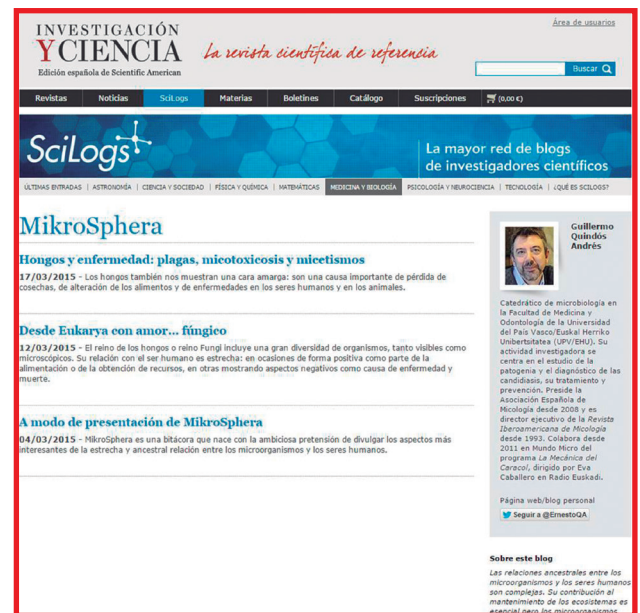 Área de usuarios
INVESTIGACIÓN
Y CIENCIA
Edición española de Scientific American
La revista científica de referencia
Buscar
Revistas Noticias SciLogs Materias Boletines Catálogo Suscripciones (0,00 €)
SciLogs
La mayor red de blogs
de investigadores científicos
ÚLTIMAS ENTRADAS | ASTRONOMÍA | CIENCIA Y SOCIEDAD | FÍSICA Y QUÍMICA | MATEMÁTICAS MEDICINA Y BIOLOGÍA PSICOLOGÍA Y NEUROCIENCIA | TECNOLOGÍA | ¿QUÉ ES SCILOGS?
MikroSphera
Hongos y enfermedad: plagas, micotoxicosis y micetismos
17/03/2015 - Los hongos también nos muestran una cara amarga: son una causa importante de pérdida de
cosechas, de alteración de los alimentos y de enfermedades en los seres humanos y en los animales.
Desde Eukarya con amor... fúngico
12/03/2015 - El reino de los hongos o reino Fungi incluye una gran diversidad de organismos, tanto visibles como
microscópicos. Su relación con el ser humano es estrecha: en ocasiones de forma positiva como parte de la
alimentación o de la obtención de recursos, en otras mostrando aspectos negativos como causa de enfermedad y
muerte.
A modo de presentación de MikroSphera
04/03/2015 - MikroSphera es una bitácora que nace con la ambiciosa pretensión de divulgar los aspectos más
interesantes de la estrecha y ancestral relación entre los microorganismos y los seres humanos.
Guillermo
Quindós
Andrés
Catedrático de microbiología en
la Facultad de Medicina y
Odontología de la Universidad
del País Vasco/Euskal Herriko
Unibertsitatea (UPV/EHU). Su
actividad investigadora se
centra en el estudio de la
patogenia y el diagnóstico de las
candidiasis, su tratamiento y
prevención. Preside la
Asociación Española de
Micología desde 2008 y es
director ejecutivo de la Revista
Iberoamericana de Micología
desde 1993. Colabora desde
2011 en Mundo Micro del
programa La Mecánica del
Caracol, dirigido por Eva
Caballero en Radio Euskadi.
Página web/blog personal
Seguir a @ErnestoQA
Sobre este blog
Las relaciones ancestrales entre los
microorganismos y los seres humanos
son complejas. Su contribución al
mantenimiento de los ecosistemas es
esencial pero los microorganismos